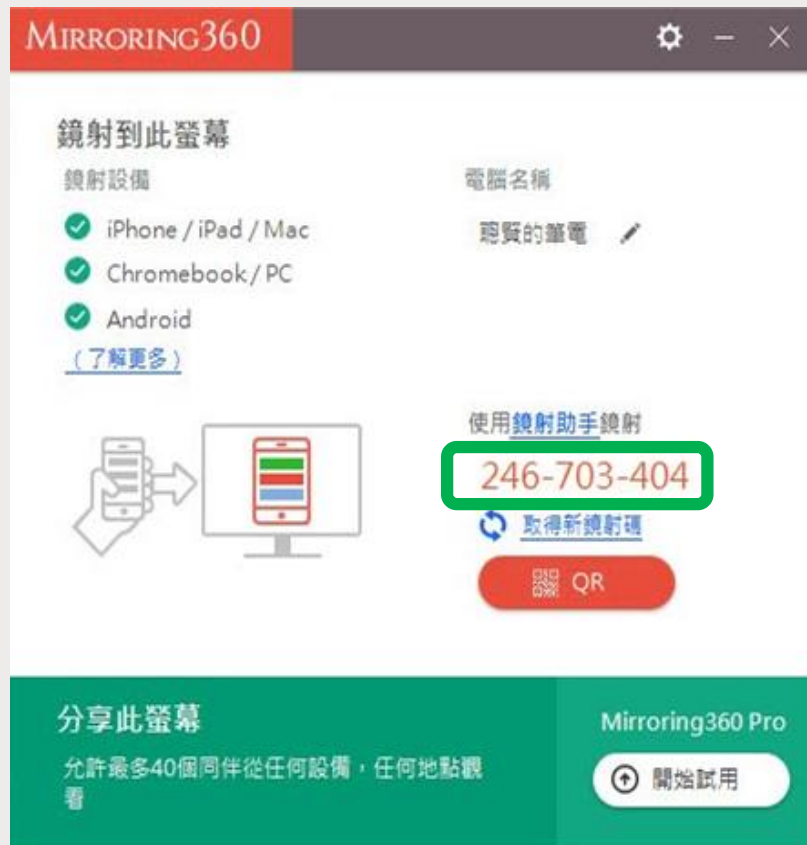 MIRRORING360
鏡射到此螢幕
鏡射設備
iPhone / iPad / Mac
Chromebook / PC
Android
(了解更多)
電腦名稱
聰賢的筆電
使用鏡射助手鏡射
246-703-404
取得新鏡射碼
QR
分享此螢幕
允許最多40個同伴從任何設備，任何地點觀
看
Mirroring360 Pro
開始試用